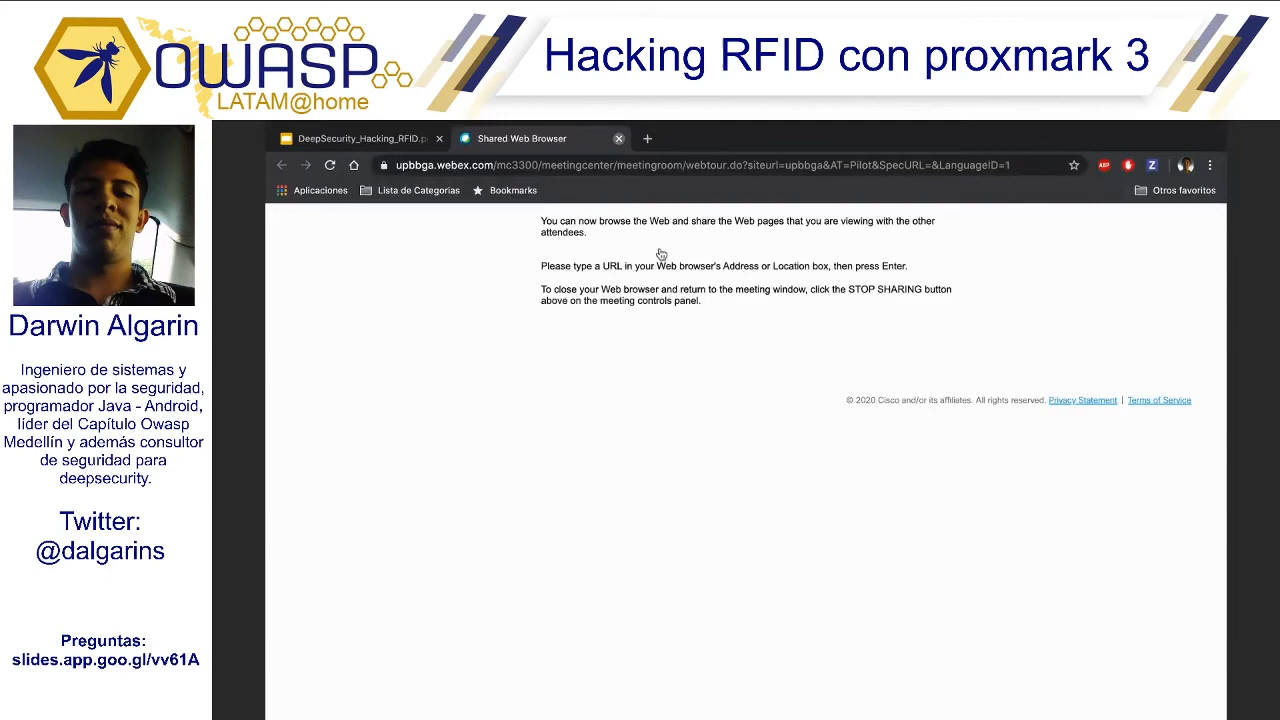 OWASP
LATAM@home
Hacking RFID con proxmark 3
DeepSecurity_Hacking_RFID.p
Shared Web Browser
upbbga.webex.com/mc3300/meetingcenter/meetingroom/webtour.do?siteurl=upbbga&AT=Pilot&SpecURL=&LanguageID=1
ABP
Z
Aplicaciones
Lista de Categorias
Bookmarks
Otros favoritos
You can now browse the Web and share the Web pages that you are viewing with the other
attendees.
Please type a URL in your Web browser's Address or Location box, then press Enter.
To close your Web browser and return to the meeting window, click the STOP SHARING button
above on the meeting controls panel.
© 2020 Cisco and/or its affiliates. All rights reserved. Privacy Statement | Terms of Service
Darwin Algarin
Ingeniero de sistemas y
apasionado por la seguridad,
programador Java - Android,
líder del Capítulo Owasp
Medellín y además consultor
de seguridad para
deepsecurity.
Twitter:
@dalgarins
Preguntas:
slides.app.goo.gl/vv61A